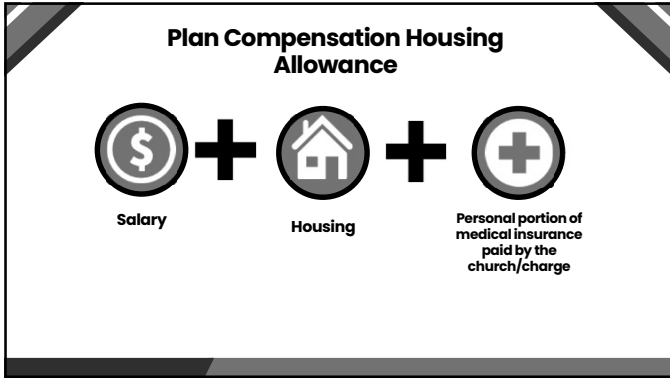 Plan Compensation Housing
Allowance
$
Salary
Housing
Personal portion of
medical insurance
paid by the
church/charge